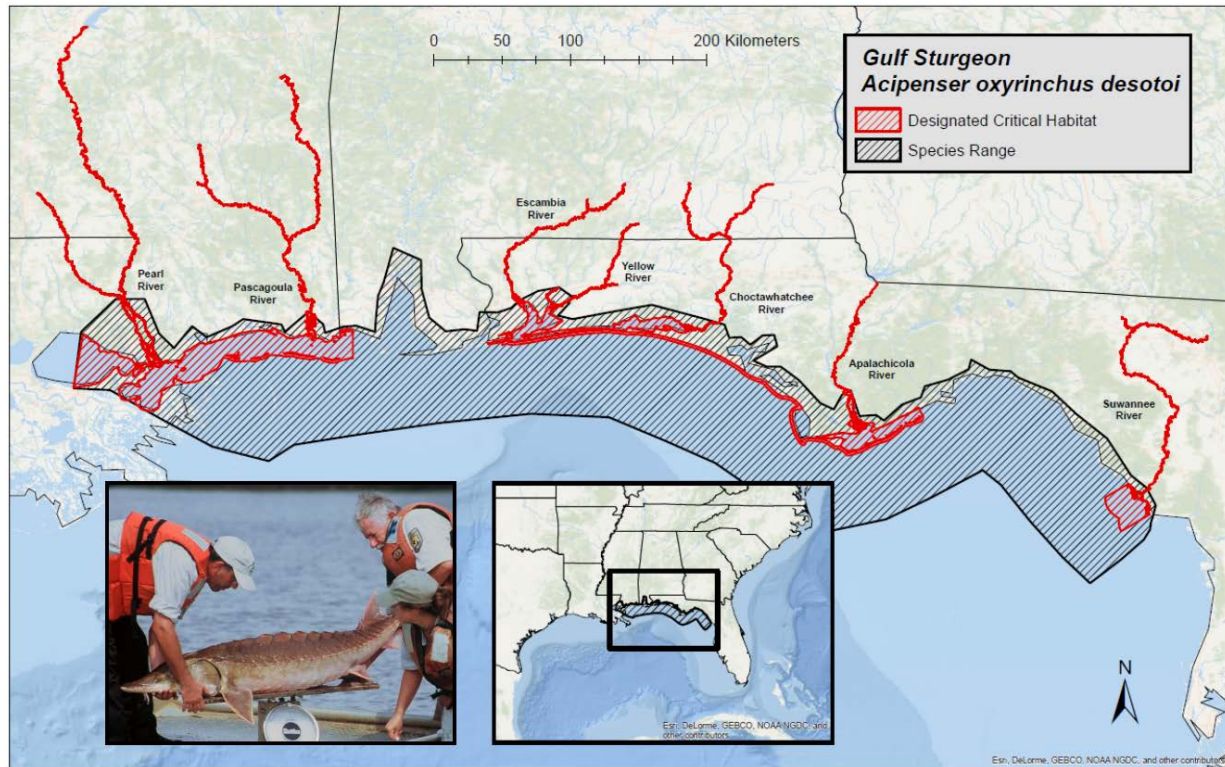 0 50 100 200 Kilometers
Gulf Sturgeon
Acipenser oxyrinchus desotoi
Designated Critical Habitat
Species Range
Escambia
River
Pearl
River
Pascagoula
River
Yellow
River
Choctawhatchee
River
Apalachicola
River
Suwannee
River
N
Esri, DeLorme, GEBCO, NOAA NGDC, and
other contributors
Esri, DeLorme, GEBCO, NOAA NGDC, and other contributors